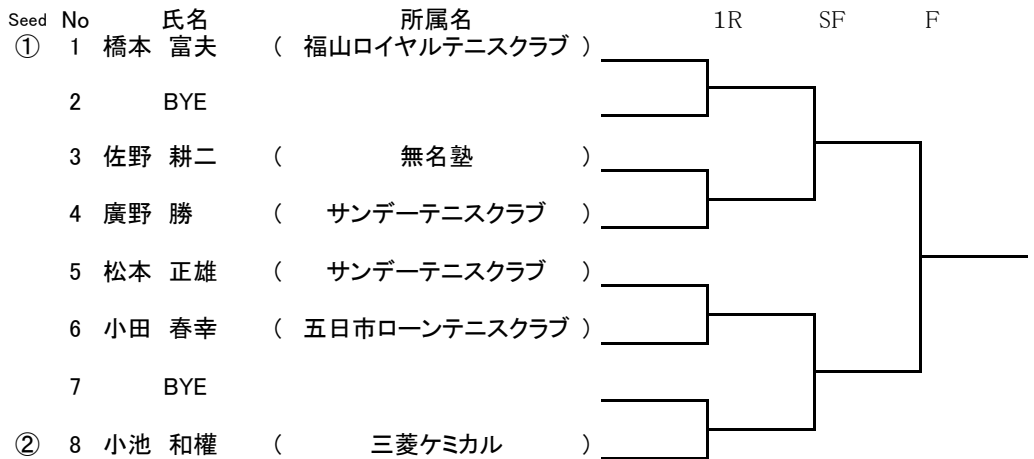 Seed No 氏名 所属名 1R SF F
① 1 橋本 富夫 ( 福山ロイヤルテニスクラブ )
2 BYE
3 佐野 耕二 ( 無名塾 )
4 廣野 勝 ( サンデーテニスクラブ )
5 松本 正雄 ( サンデーテニスクラブ )
6 小田 春幸 ( 五日市ローンテニスクラブ )
7 BYE
② 8 小池 和權 ( 三菱ケミカル )